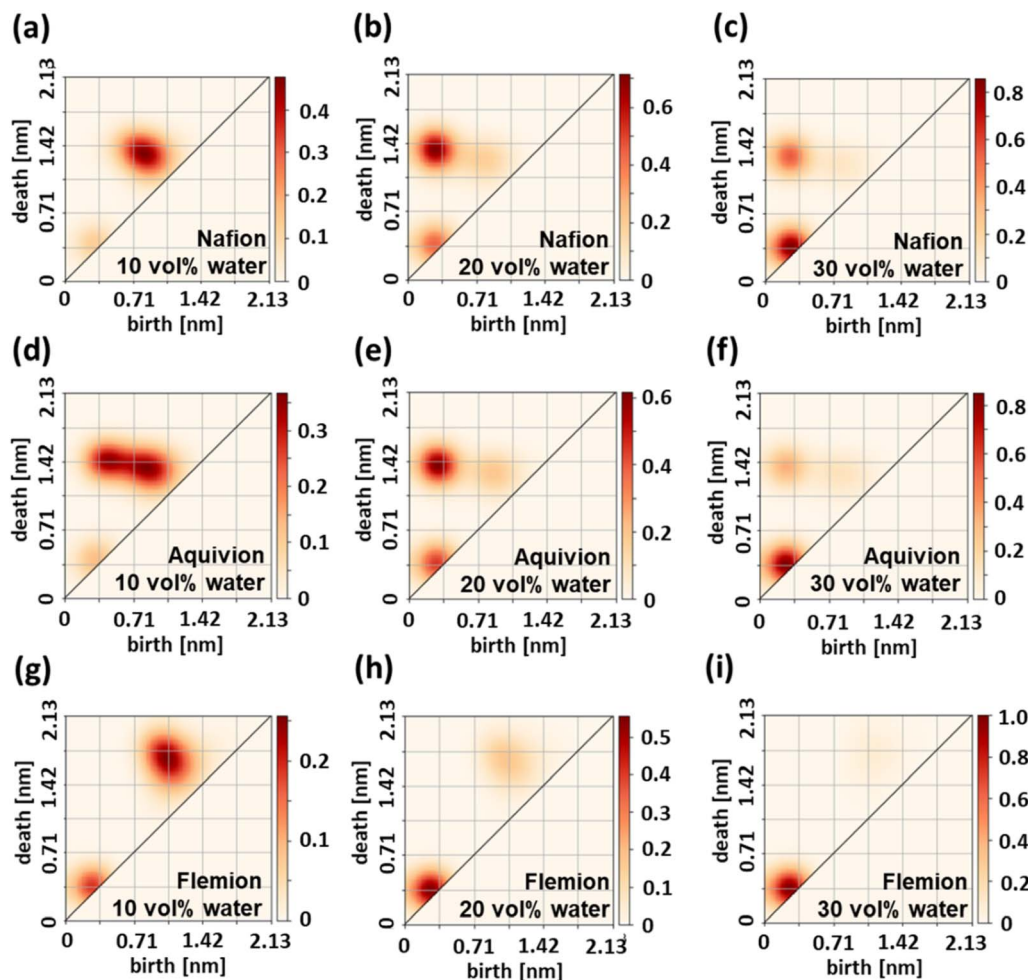 (a)
death [nm]
2.13
1.42
0.71
0
0 0.71 1.42 2.13
birth [nm]
Nafion
10 vol% water
0.4
0.3
0.2
0.1
0
(b)
death [nm]
2.13
1.42
0.71
0
0 0.71 1.42 2.13
birth [nm]
Nafion
20 vol% water
0.6
0.4
0.2
0
(c)
death [nm]
2.13
1.42
0.71
0
0 0.71 1.42 2.13
birth [nm]
Nafion
30 vol% water
0.8
0.6
0.4
0.2
0
(d)
death [nm]
2.13
1.42
0.71
0
0 0.71 1.42 2.13
birth [nm]
Aquivion
10 vol% water
0.3
0.2
0.1
0
(e)
death [nm]
2.13
1.42
0.71
0
0 0.71 1.42 2.13
birth [nm]
Aquivion
20 vol% water
0.6
0.4
0.2
0
(f)
death [nm]
2.13
1.42
0.71
0
0 0.71 1.42 2.13
birth [nm]
Aquivion
30 vol% water
0.8
0.6
0.4
0.2
0
(g)
death [nm]
2.13
1.42
0.71
0
0 0.71 1.42 2.13
birth [nm]
Flemion
10 vol% water
0.2
0.1
0
(h)
death [nm]
2.13
1.42
0.71
0
0 0.71 1.42 2.13
birth [nm]
Flemion
20 vol% water
0.5
0.4
0.3
0.2
0.1
0
(i)
death [nm]
2.13
1.42
0.71
0
0 0.71 1.42 2.13
birth [nm]
Flemion
30 vol% water
1.0
0.8
0.6
0.4
0.2
0